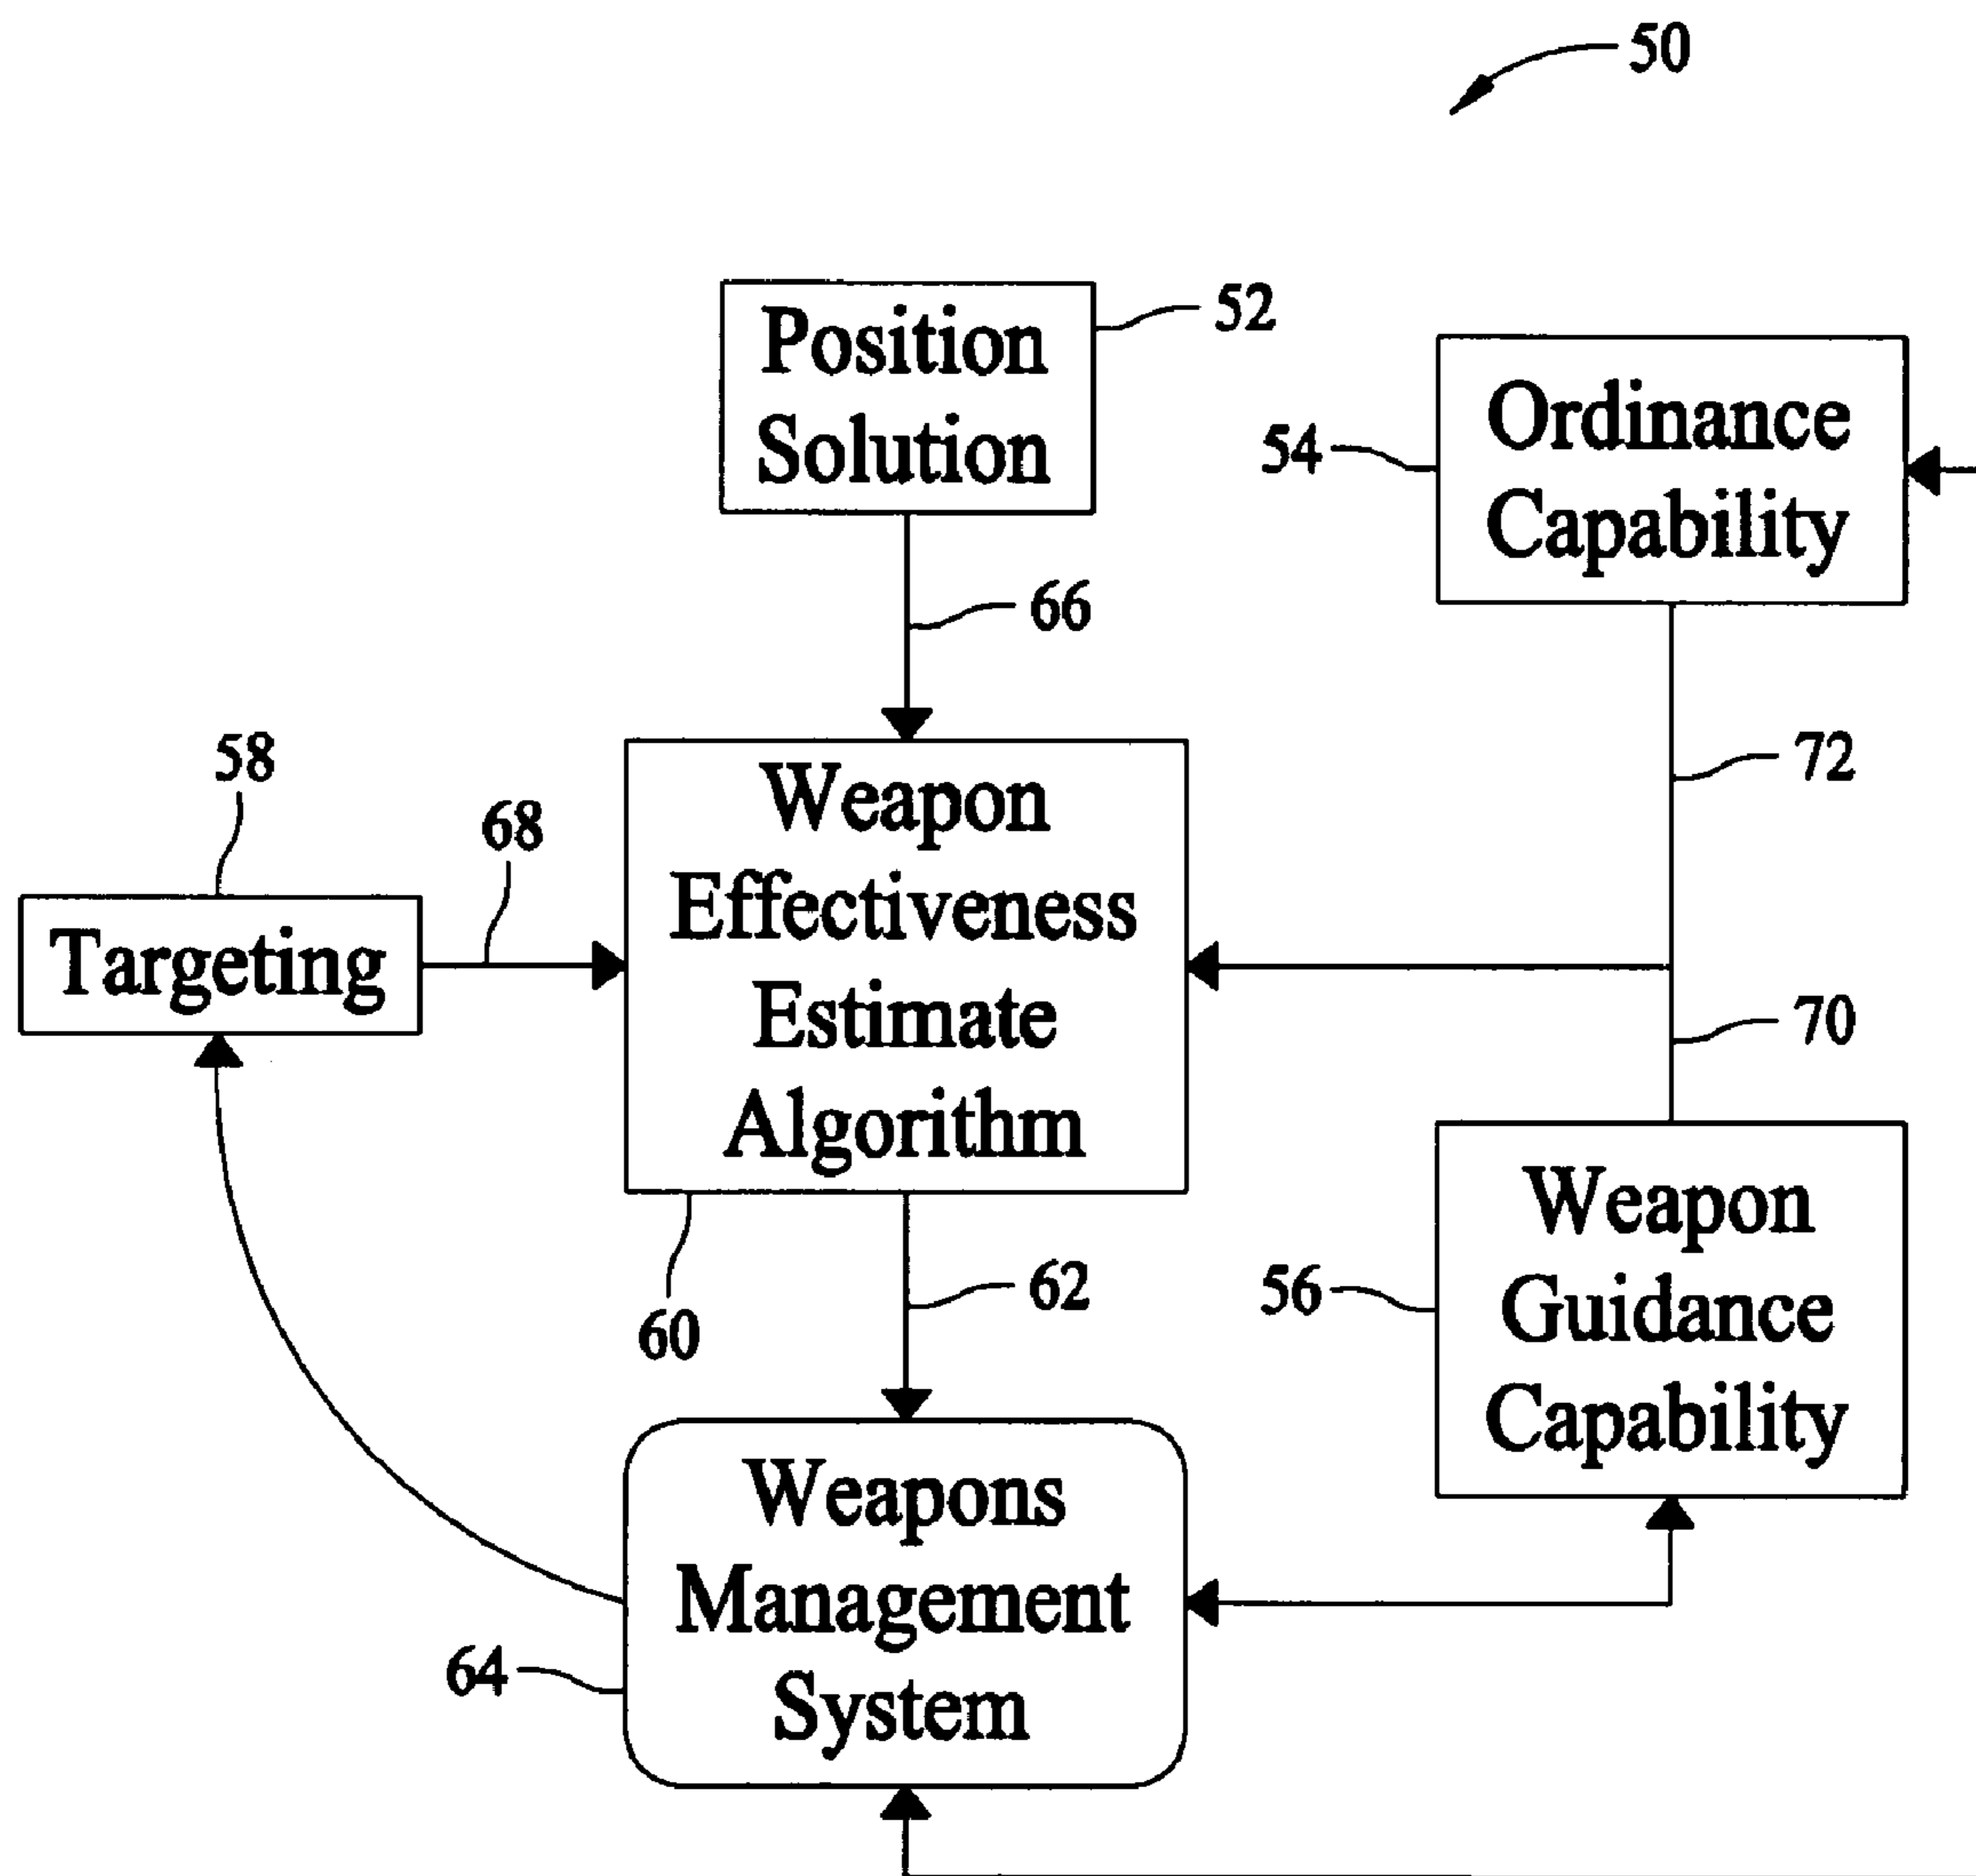 50
Position
Solution
52
Ordinance
Capability
54
66
72
58
68
Weapon
Effectiveness
Estimate
Algorithm
Targeting
70
60
62
Weapon
Guidance
Capability
56
Weapons
Management
System
64